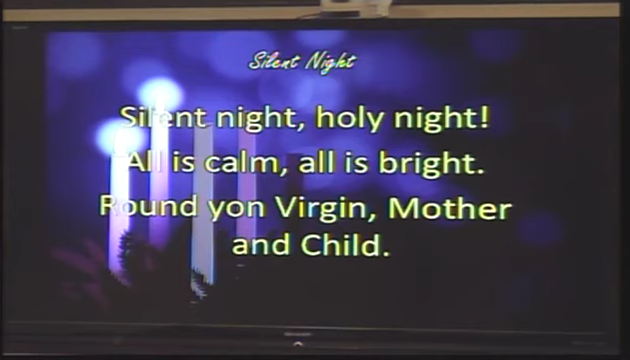 Silent Night
Silent night, holy night!
All is calm, all is bright.
Round yon Virgin, Mother
and Child.